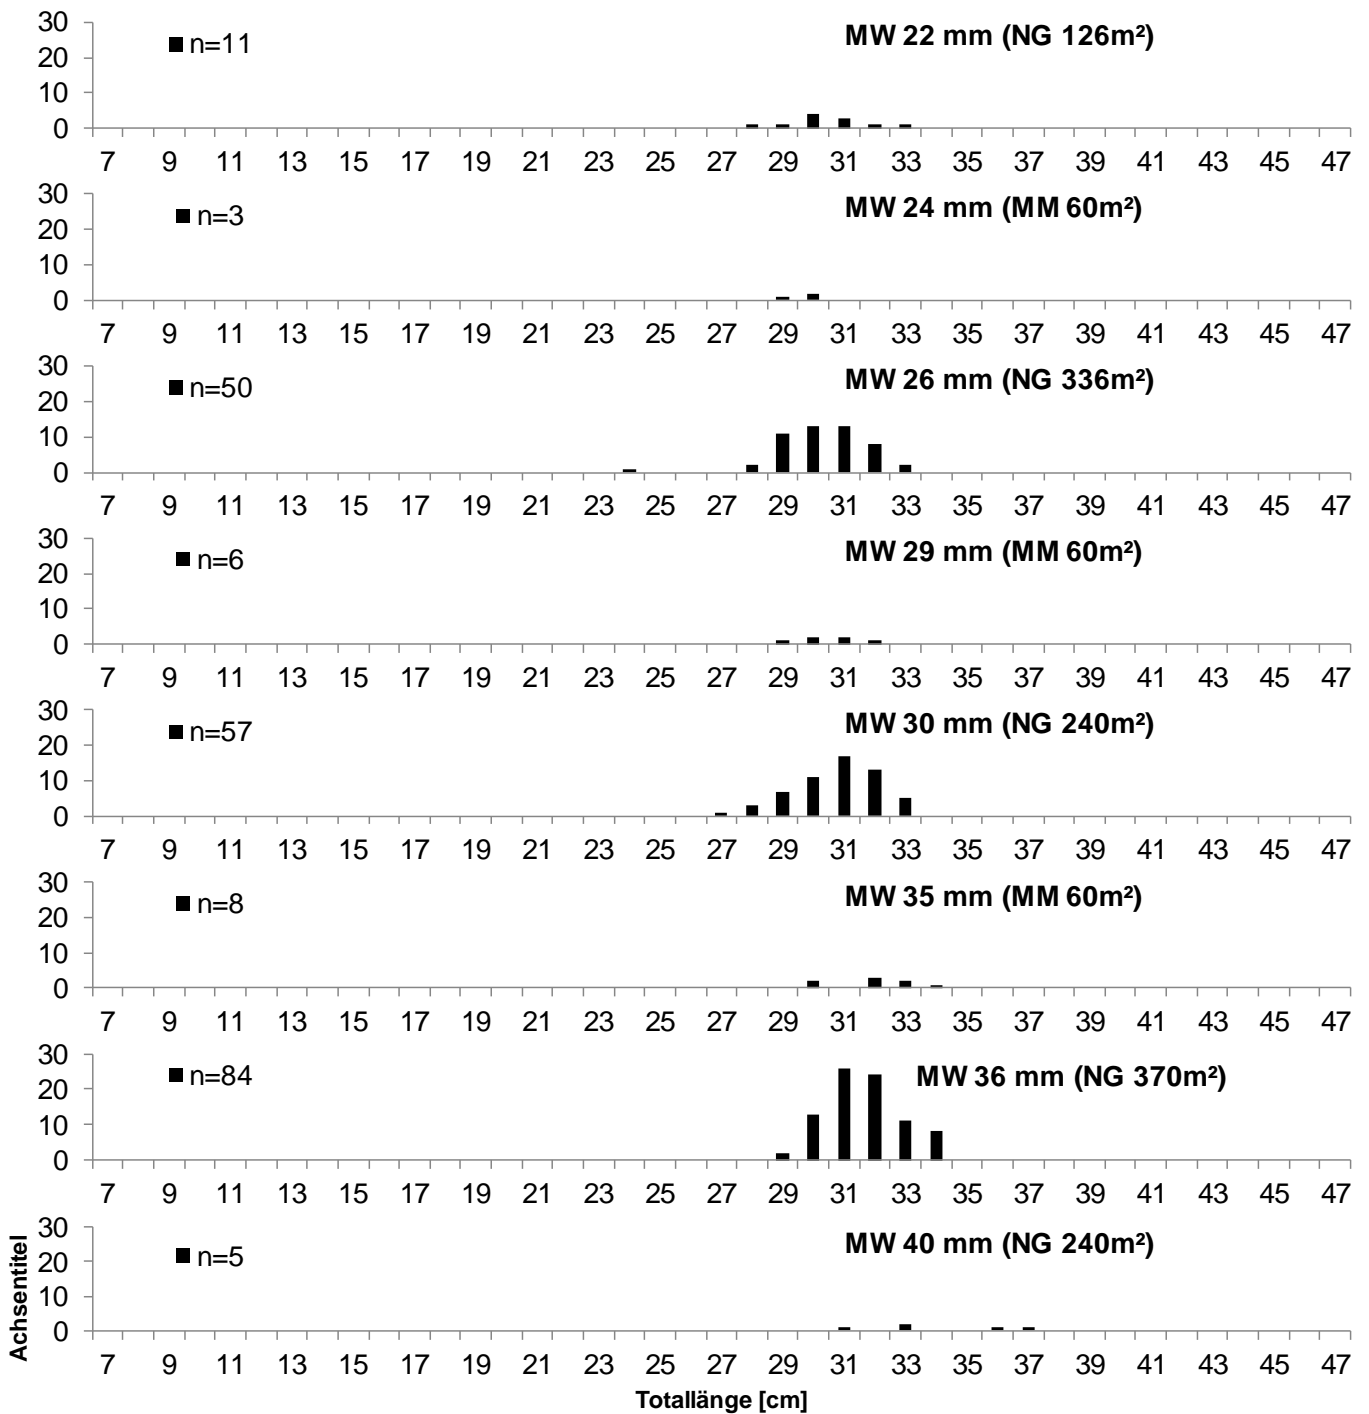 30
20
10
0
n=11
MW 22 mm (NG 126m²)
7 9 11 13 15 17 19 21 23 25 27 29 31 33 35 37 39 41 43 45 47
30
20
10
0
n=3
MW 24 mm (MM 60m²)
7 9 11 13 15 17 19 21 23 25 27 29 31 33 35 37 39 41 43 45 47
30
20
10
0
n=50
MW 26 mm (NG 336m²)
7 9 11 13 15 17 19 21 23 25 27 29 31 33 35 37 39 41 43 45 47
30
20
10
0
n=6
MW 29 mm (MM 60m²)
7 9 11 13 15 17 19 21 23 25 27 29 31 33 35 37 39 41 43 45 47
30
20
10
0
n=57
MW 30 mm (NG 240m²)
7 9 11 13 15 17 19 21 23 25 27 29 31 33 35 37 39 41 43 45 47
30
20
10
0
n=8
MW 35 mm (MM 60m²)
7 9 11 13 15 17 19 21 23 25 27 29 31 33 35 37 39 41 43 45 47
30
20
10
0
n=84
MW 36 mm (NG 370m²)
7 9 11 13 15 17 19 21 23 25 27 29 31 33 35 37 39 41 43 45 47
Achsentitel
30
20
10
0
n=5
MW 40 mm (NG 240m²)
7 9 11 13 15 17 19 21 23 25 27 29 31 33 35 37 39 41 43 45 47
Totallänge [cm]